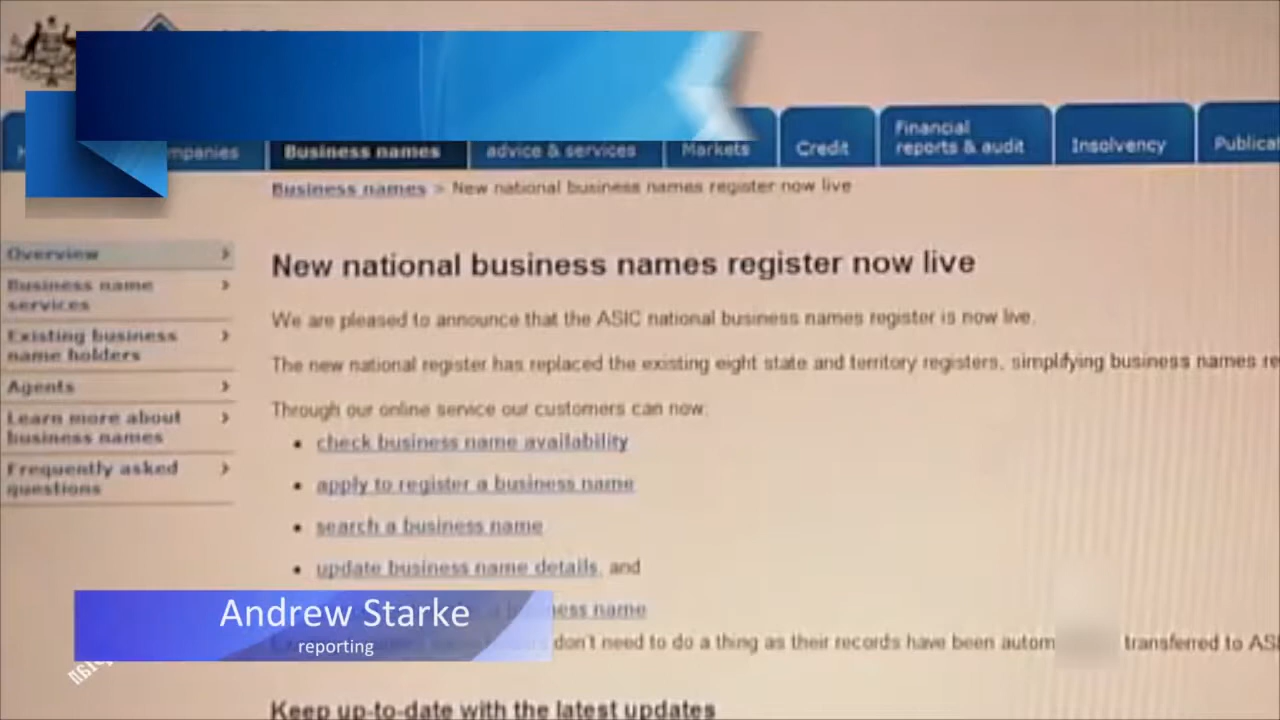 mpanies
Business names
advice & services
Markets
Credit
Financial
reports & audit
Insolvency
Publica
Business names > New national business names register now live
Overview
Business name
services
Existing business
name holders
Agents
Learn more about
business names
Frequently asked
questions
New national business names register now live
We are pleased to announce that the ASIC national business names register is now live.
The new national register has replaced the existing eight state and territory registers, simplifying business names re
Through our online service our customers can now:
check business name availability
apply to register a business name
search a business name
update business name details, and
ess name
don't need to do a thing as their records have been autom transferred to AS
Keep up-to-date with the latest updates
Andrew Starke
reporting